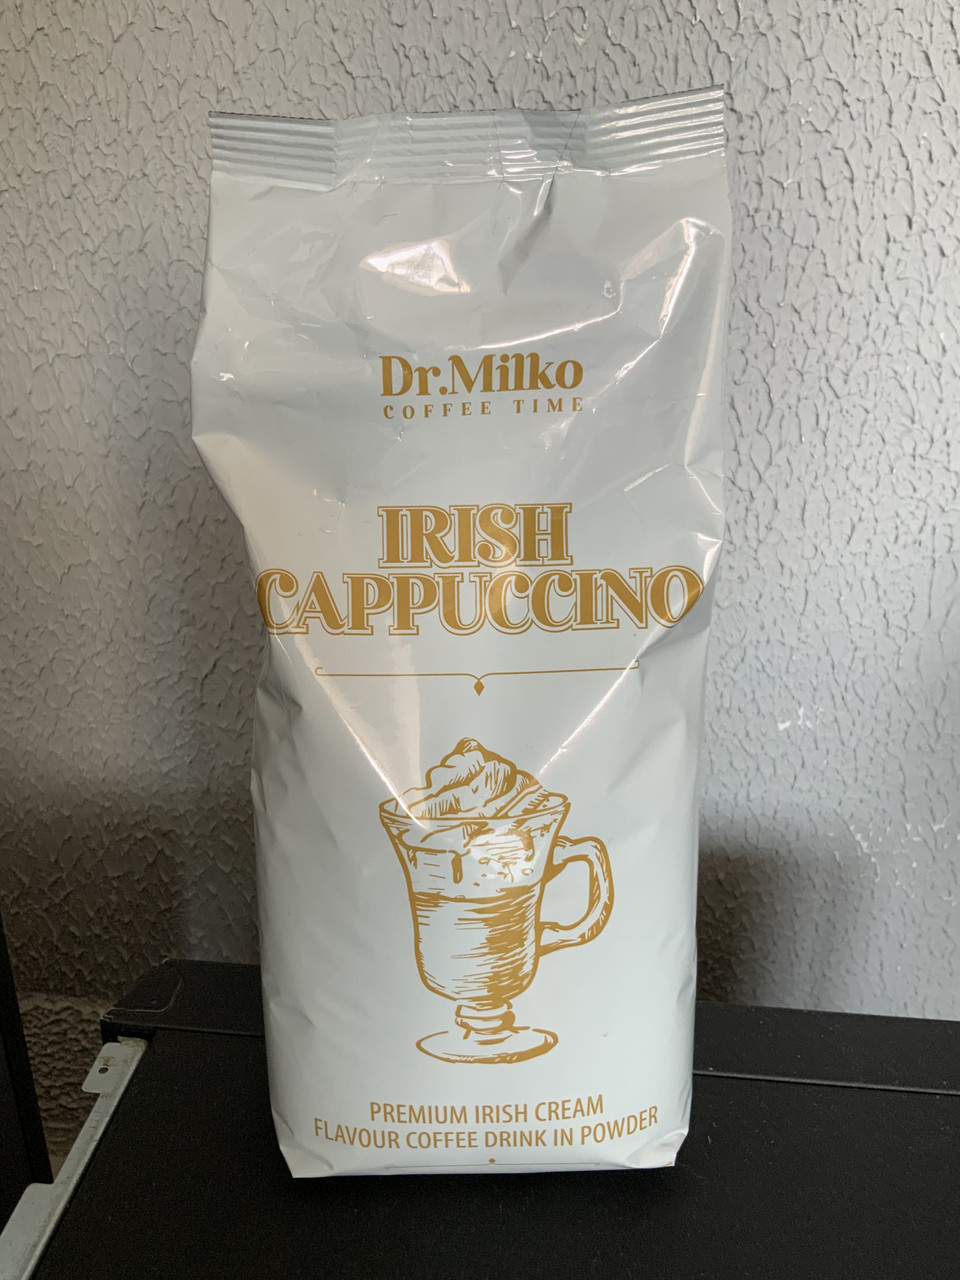 Dr.Milko
COFFEE TIME
IRISH
CAPPUCCINO
PREMIUM IRISH CREAM
FLAVOUR COFFEE DRINK IN POWDER